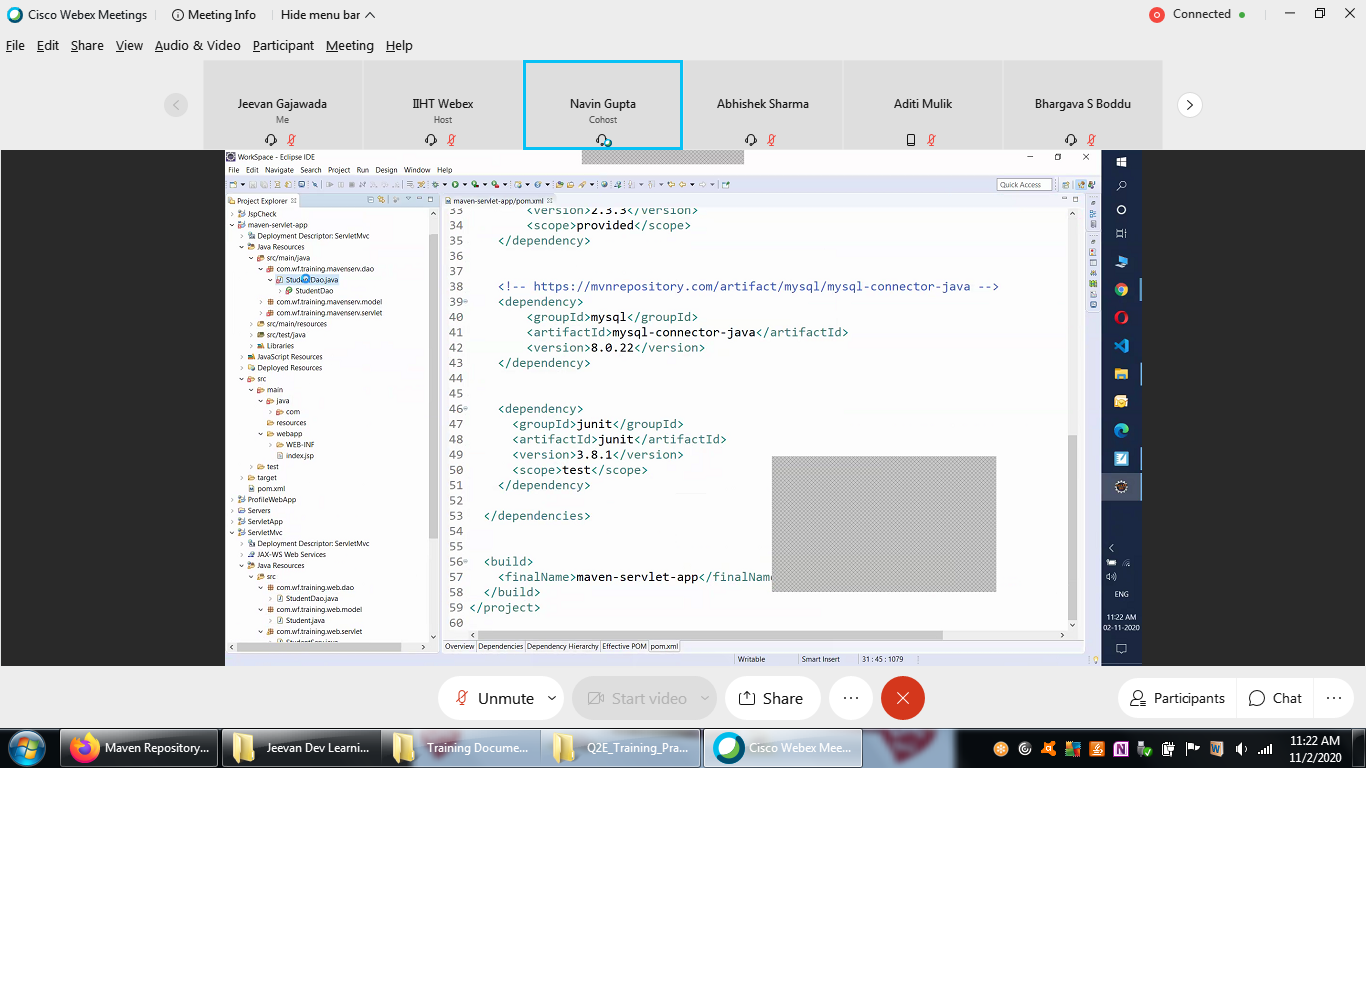 Cisco Webex Meetings
Meeting Info
Hide menu bar
Connected
File Edit Share View Audio & Video Participant Meeting Help
Jeevan Gajawada
Me
IIHT Webex
Host
Navin Gupta
Cohost
Abhishek Sharma
Aditi Mulik
Bhargava S Boddu
WorkSpace - Eclipse IDE
File Edit Navigate Search Project Run Design Window Help
Quick Access
Project Explorer
JspCheck
maven-servlet-app
Deployment Descriptor: ServletMvc
Java Resources
src/main/java
com.wf.training.mavenserv.dao
StudentDao.java
StudentDao
com.wf.training.mavenserv.model
com.wf.training.mavenserv.servlet
src/main/resources
src/test/java
Libraries
JavaScript Resources
Deployed Resources
src
main
java
com
resources
webapp
WEB-INF
index.jsp
test
target
pom.xml
ProfileWebApp
Servers
ServletApp
ServletMvc
Deployment Descriptor: ServletMvc
JAX-WS Web Services
Java Resources
src
com.wf.training.web.dao
StudentDao.java
com.wf.training.web.model
Student.java
com.wf.training.web.servlet
maven-servlet-app/pom.xml
33 <version>2.3.3</version>
34 <scope>provided</scope>
35 </dependency>
36
37
38 <!-- https://mvnrepository.com/artifact/mysql/mysql-connector-java -->
39 <dependency>
40 <groupId>mysql</groupId>
41 <artifactId>mysql-connector-java</artifactId>
42 <version>8.0.22</version>
43 </dependency>
44
45
46 <dependency>
47 <groupId>junit</groupId>
48 <artifactId>junit</artifactId>
49 <version>3.8.1</version>
50 <scope>test</scope>
51 </dependency>
52
53 </dependencies>
54
55
56 <build>
57 <finalName>maven-servlet-app</finalName
58 </build>
59 </project>
60
Overview Dependencies Dependency Hierarchy Effective POM pom.xml
Writable
Smart Insert
31 : 45 : 1079
ENG
11:22 AM
02-11-2020
Unmute
Start video
Share
Participants
Chat
Maven Repository...
Jeevan Dev Learni...
Training Docume...
Q2E_Training_Pra...
Cisco Webex Mee...
11:22 AM
11/2/2020